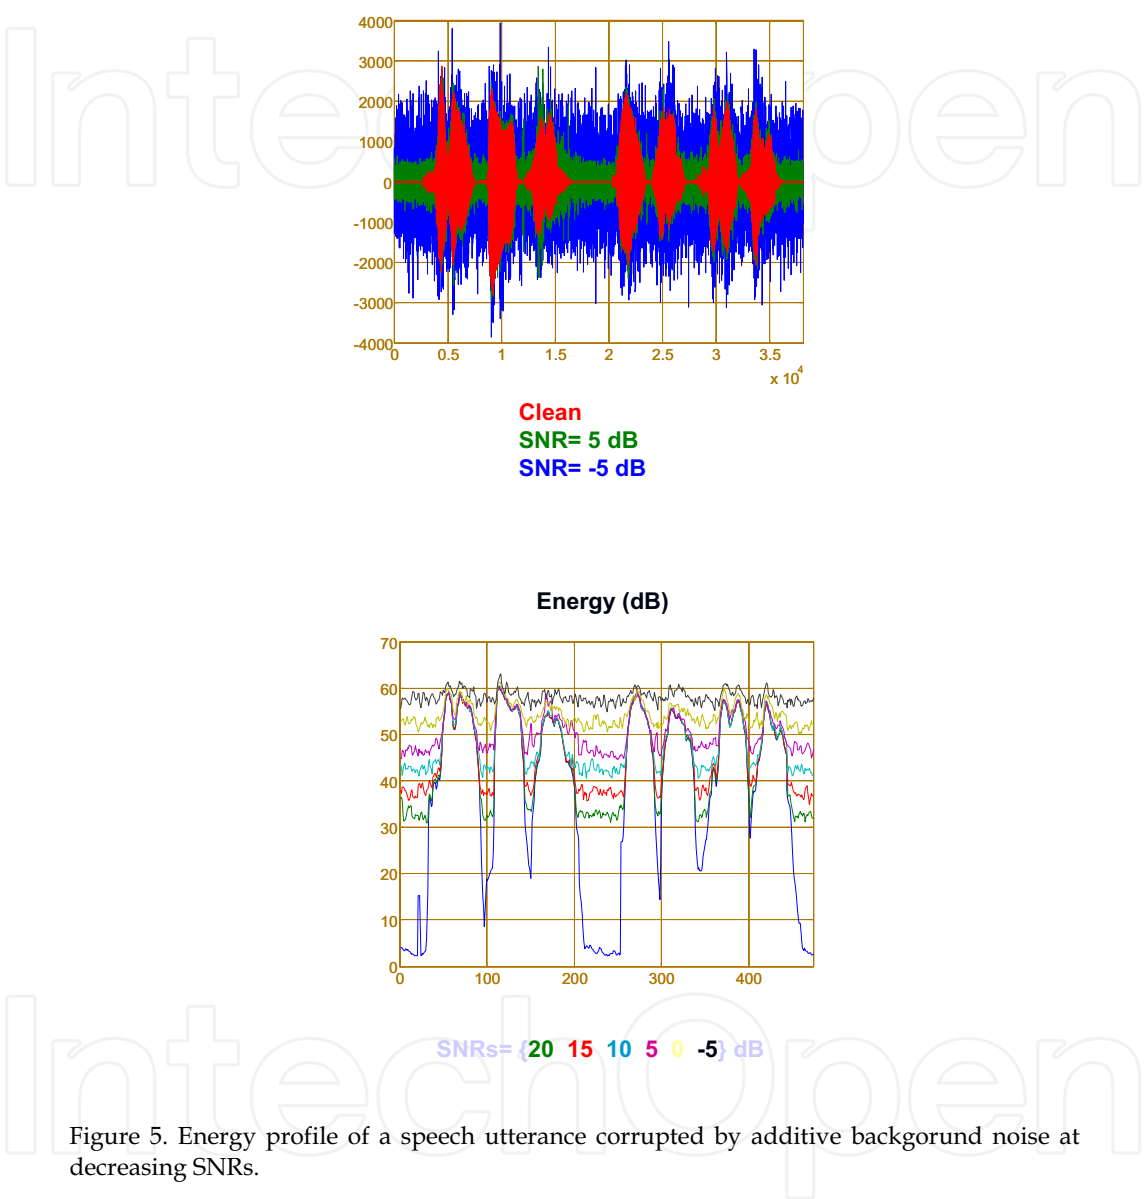 IntechOpen
4000
3000
2000
1000
0
-1000
-2000
-3000
-4000
0 0.5 1 1.5 2 2.5 3 3.5
x 10^4
Clean
SNR= 5 dB
SNR= -5 dB
Energy (dB)
70
60
50
40
30
20
10
0
0 100 200 300 400
IntechOpen
SNRs= {20 15 10 5 0 -5} dB
Figure 5. Energy profile of a speech utterance corrupted by additive backgorund noise at
decreasing SNRs.